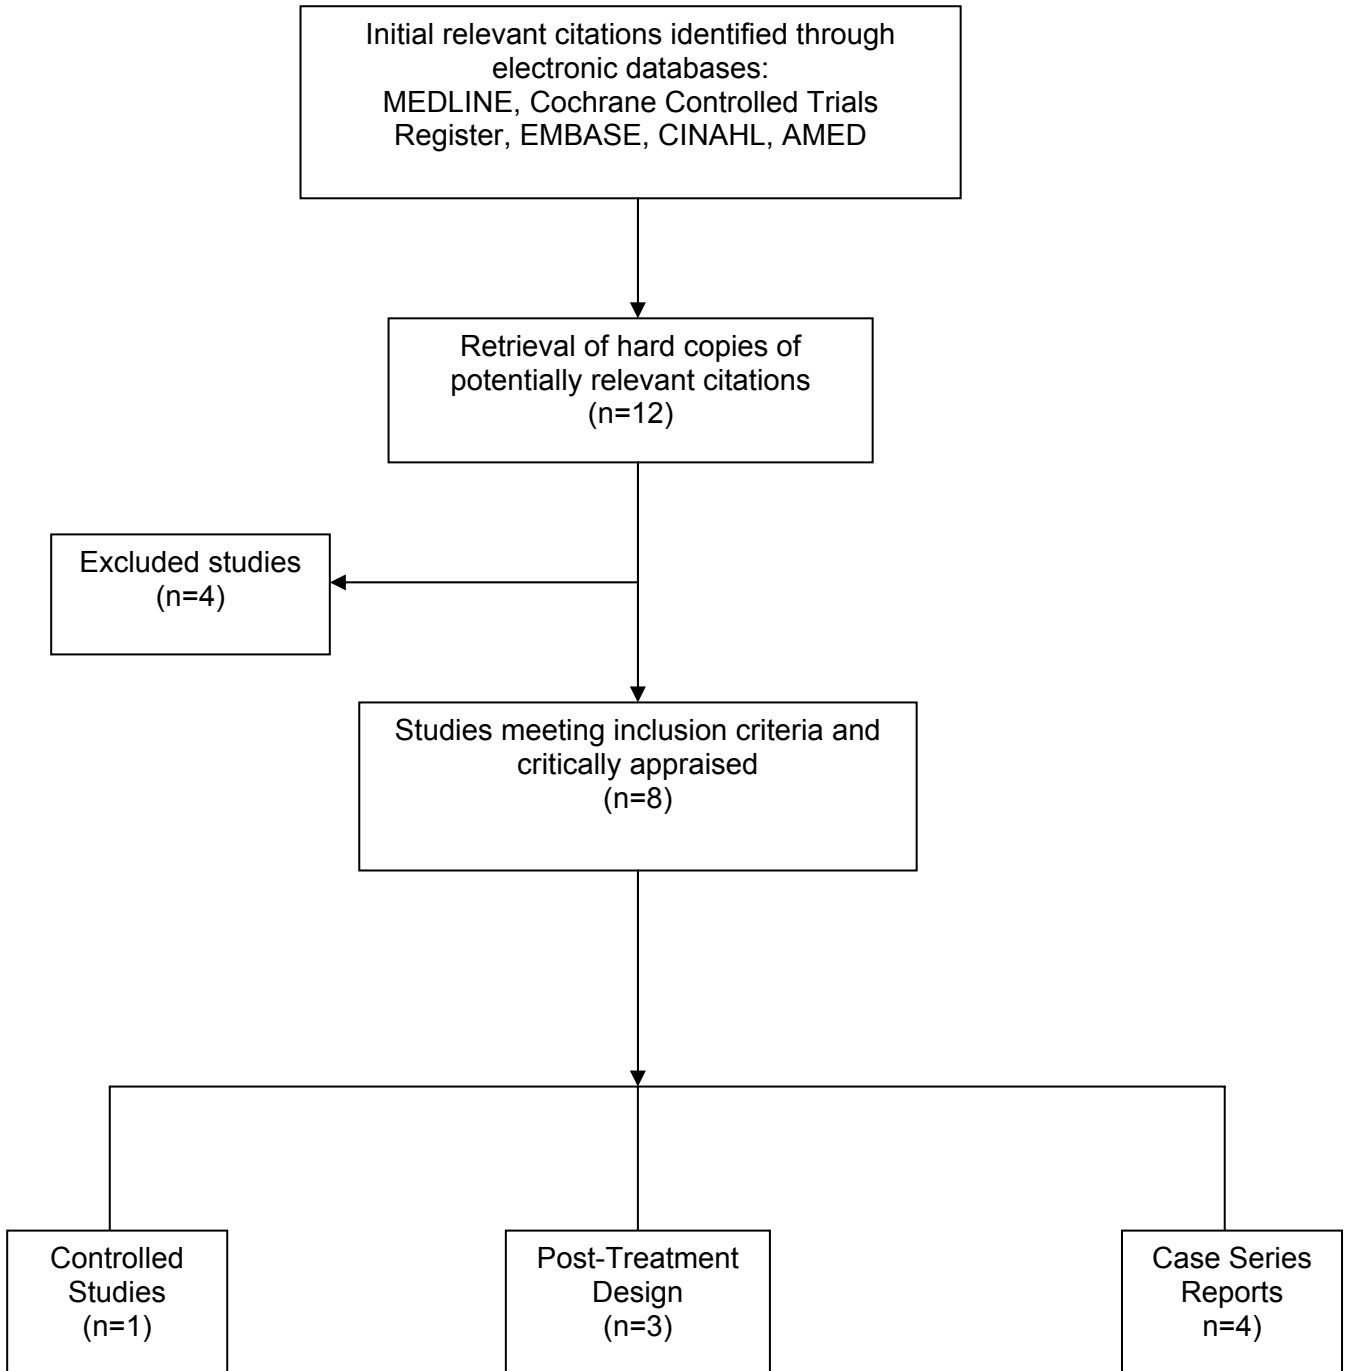 Initial relevant citations identified through
electronic databases:
MEDLINE, Cochrane Controlled Trials
Register, EMBASE, CINAHL, AMED
Retrieval of hard copies of
potentially relevant citations
(n=12)
Excluded studies
(n=4)
Studies meeting inclusion criteria and
critically appraised
(n=8)
Controlled
Studies
(n=1)
Post-Treatment
Design
(n=3)
Case Series
Reports
n=4)